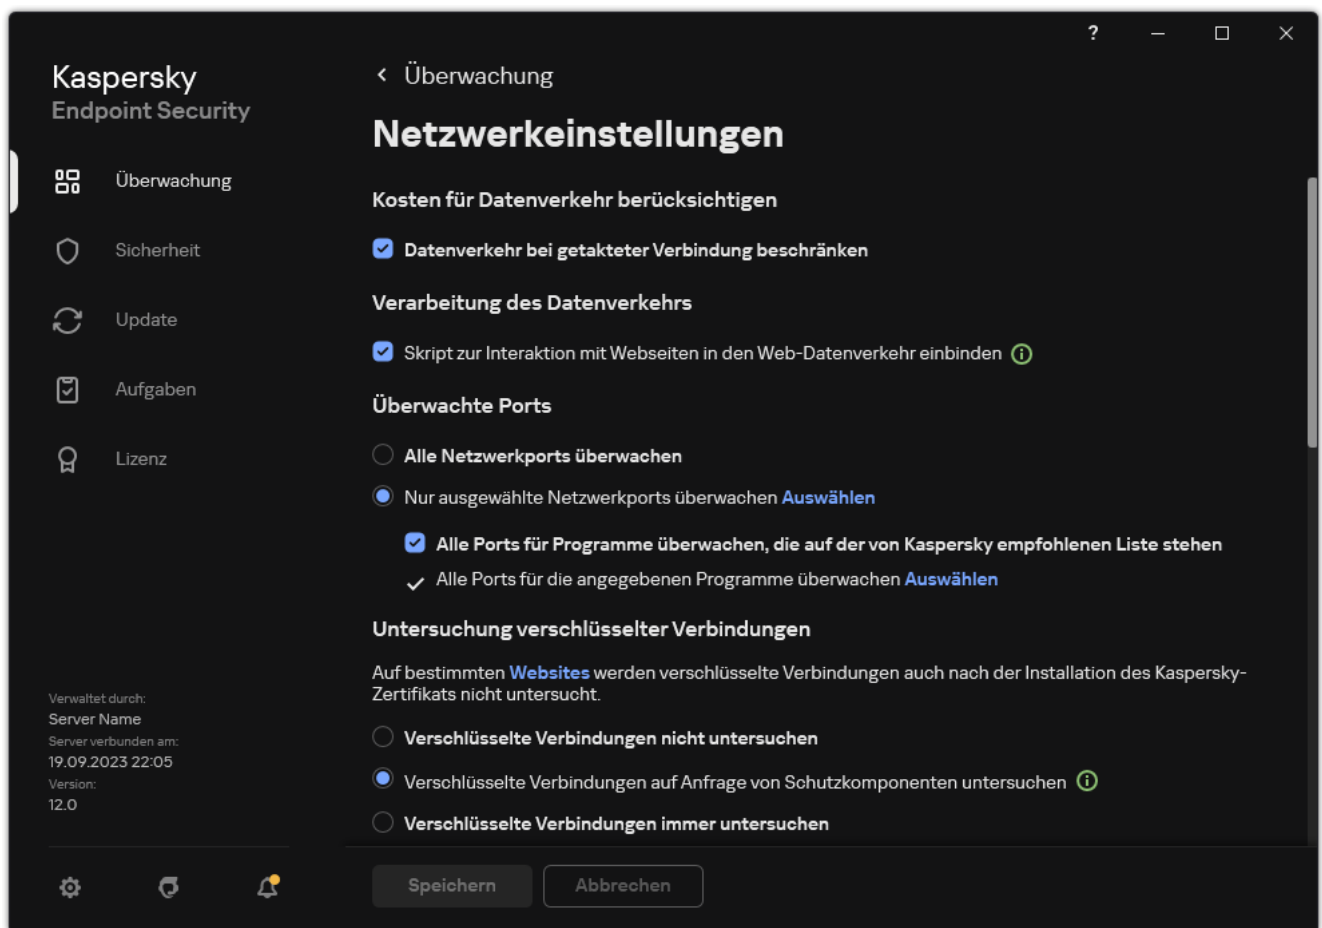 ?
Kaspersky
Endpoint Security
Überwachung
Sicherheit
Update
Aufgaben
Lizenz
Verwaltet durch:
Server Name
Server verbunden am:
19.09.2023 22:05
Version:
12.0
Überwachung
Netzwerkeinstellungen
Kosten für Datenverkehr berücksichtigen
Datenverkehr bei getakteter Verbindung beschränken
Verarbeitung des Datenverkehrs
Skript zur Interaktion mit Webseiten in den Web-Datenverkehr einbinden
Überwachte Ports
Alle Netzwerkports überwachen
Nur ausgewählte Netzwerkports überwachen Auswählen
Alle Ports für Programme überwachen, die auf der von Kaspersky empfohlenen Liste stehen
Alle Ports für die angegebenen Programme überwachen Auswählen
Untersuchung verschlüsselter Verbindungen
Auf bestimmten Websites werden verschlüsselte Verbindungen auch nach der Installation des Kaspersky-
Zertifikats nicht untersucht.
Verschlüsselte Verbindungen nicht untersuchen
Verschlüsselte Verbindungen auf Anfrage von Schutzkomponenten untersuchen
Verschlüsselte Verbindungen immer untersuchen
Speichern
Abbrechen